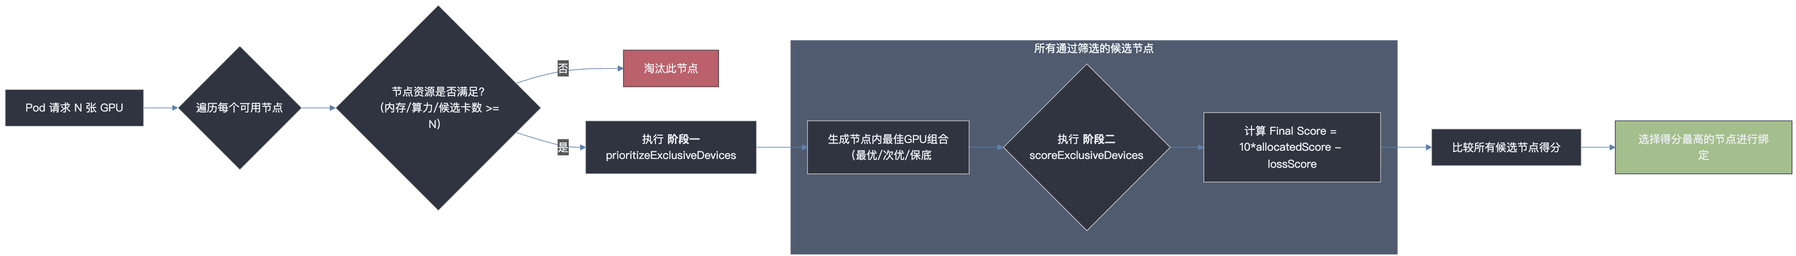 Pod 请求 N 张 GPU
遍历每个可用节点
节点资源是否满足?
(内存/算力/候选卡数 >=
N)
否
淘汰此节点
是
执行 阶段一
prioritizeExclusiveDevices
所有通过筛选的候选节点
生成节点内最佳GPU组合
（最优/次优/保底
执行 阶段二
scoreExclusiveDevices
计算 Final Score =
10*allocatedScore −
lossScore
比较所有候选节点得分
选择得分最高的节点进行绑
定